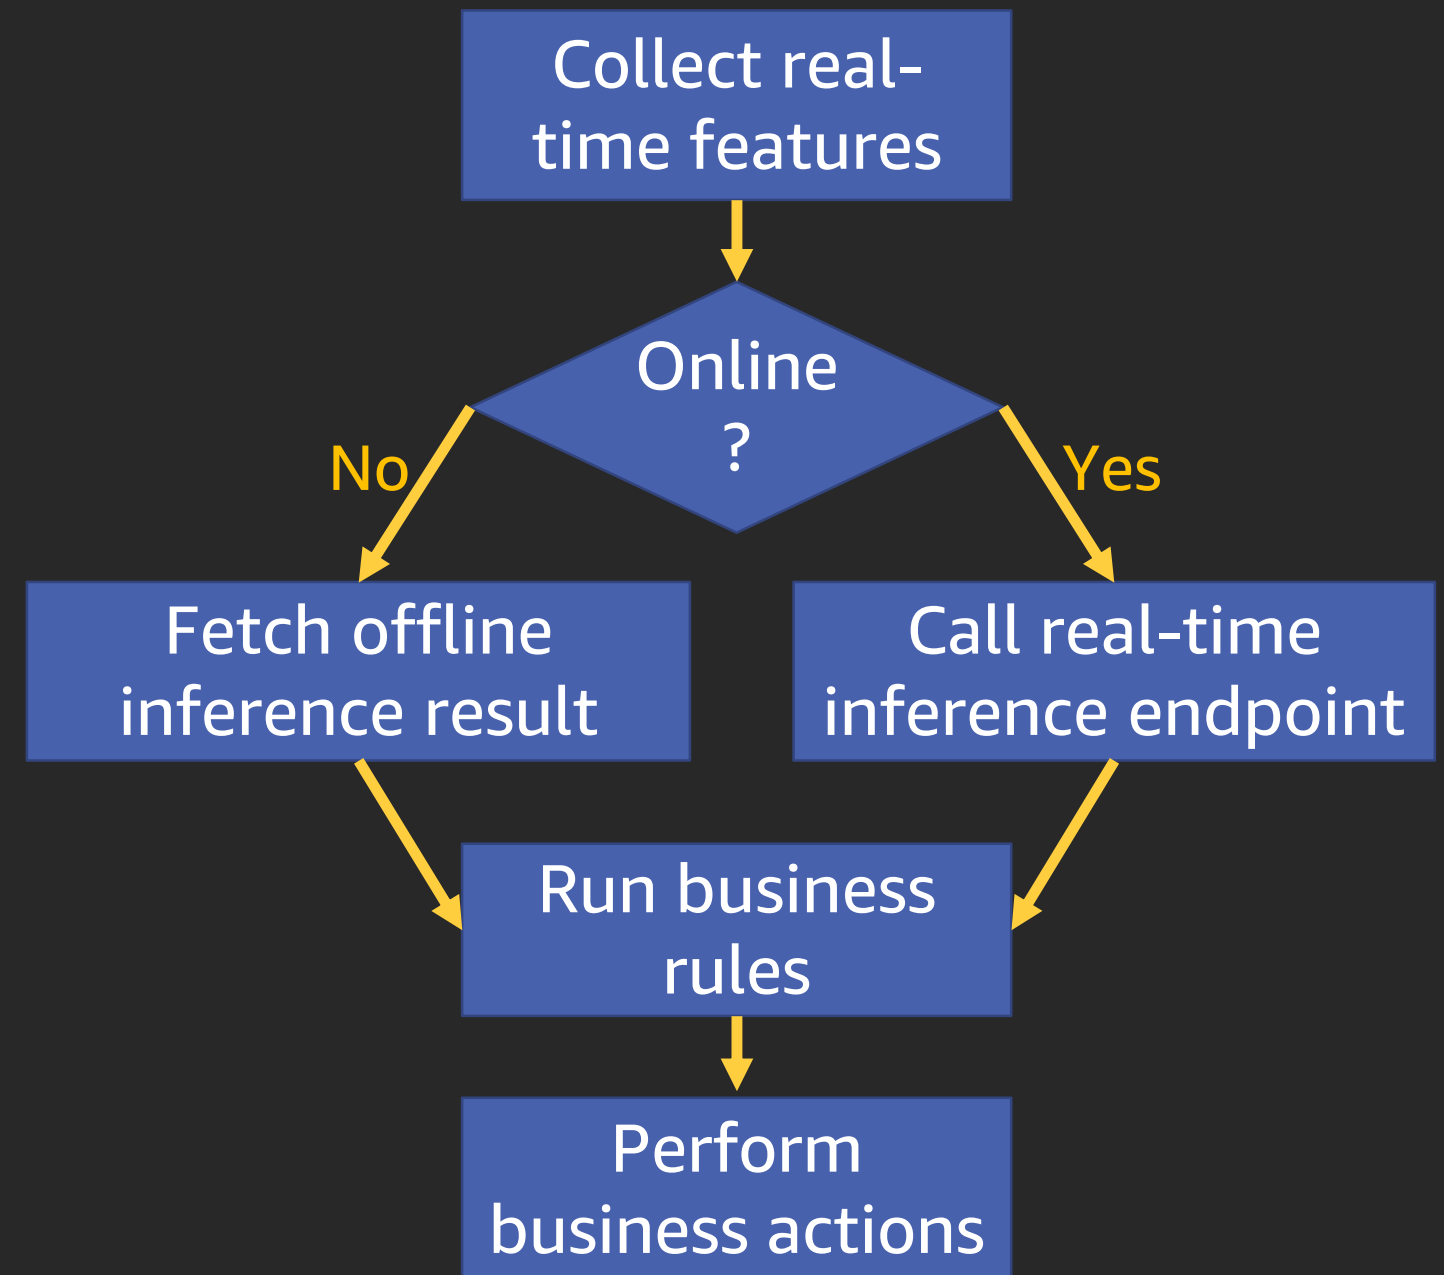 Collect real-
time features
Online
?
No
Yes
Fetch offline
inference result
Call real-time
inference endpoint
Run business
rules
Perform
business actions